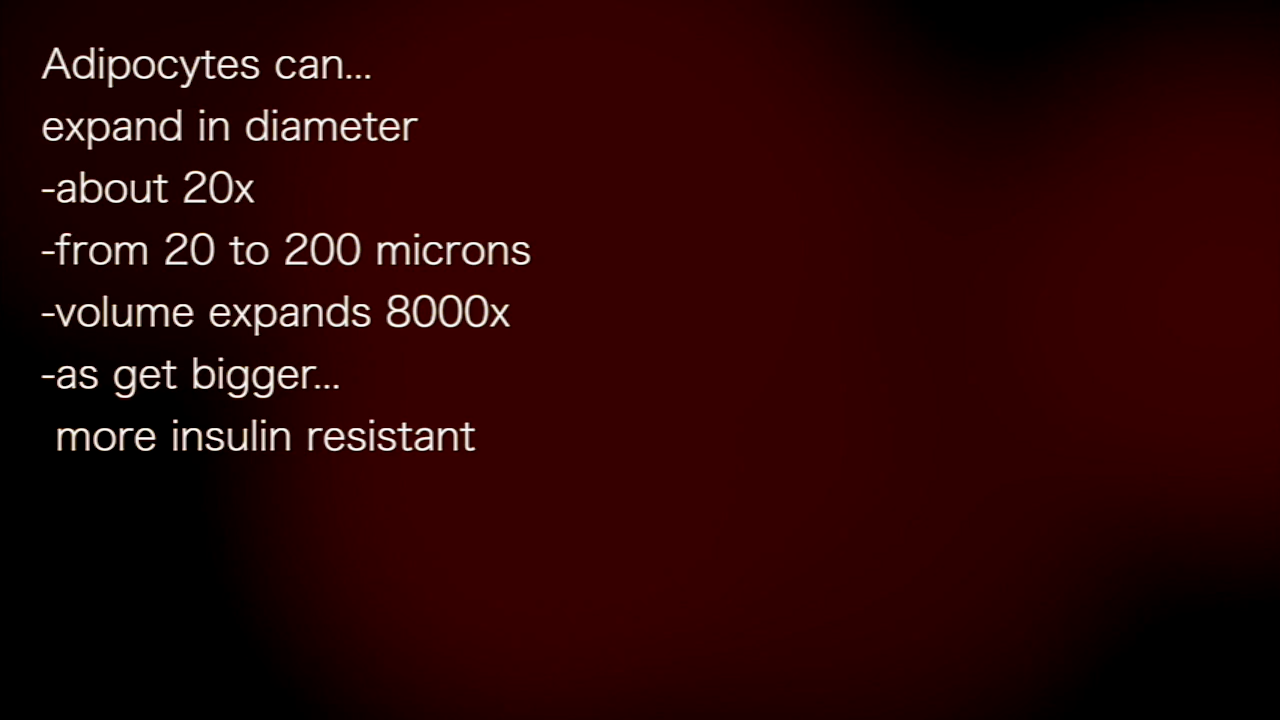 Adipocytes can...
expand in diameter
-about 20x
-from 20 to 200 microns
-volume expands 8000x
-as get bigger...
more insulin resistant